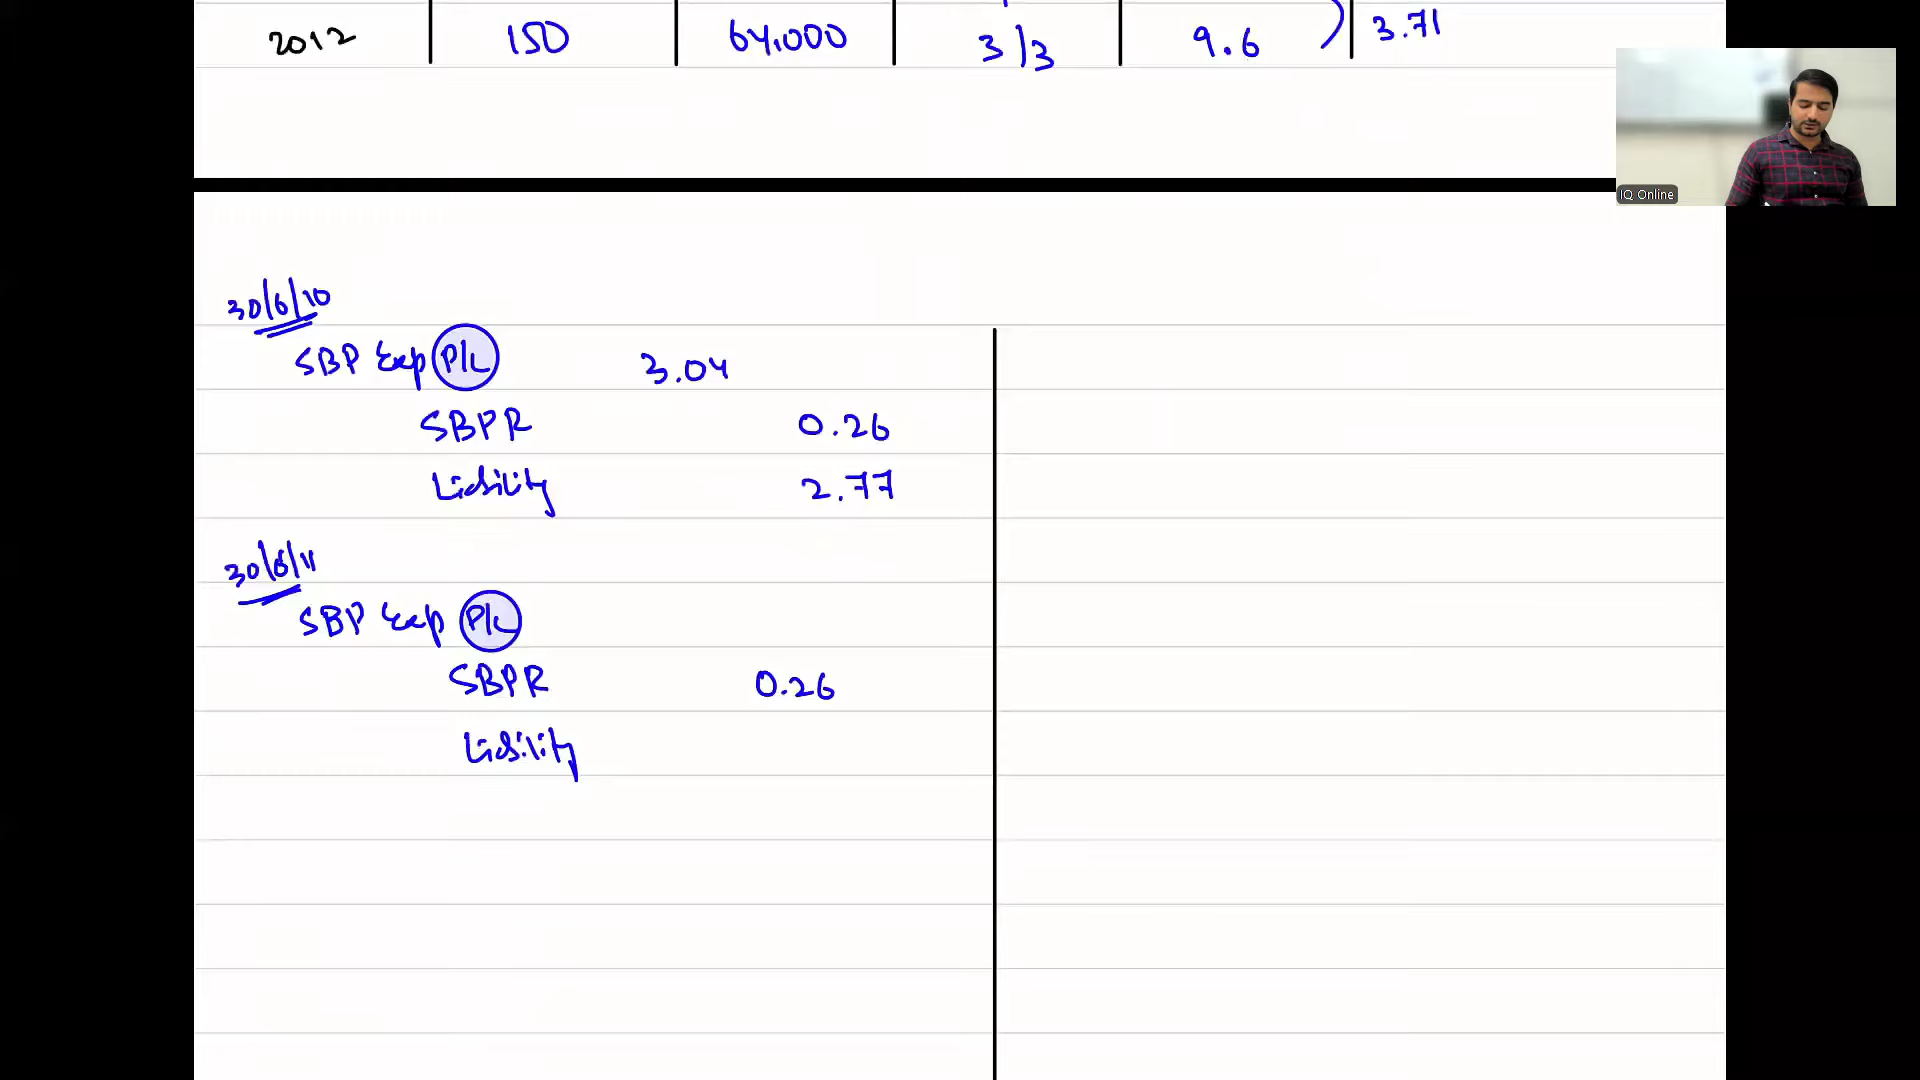 2012 150 64,000 3/3 9.6 ) 3.71
IQ Online
30/6/10
SBP Exp P/L 3.04
SBPR 0.26
Liability 2.77
30/6/11
SBP Exp P/L
SBPR 0.26
Liability